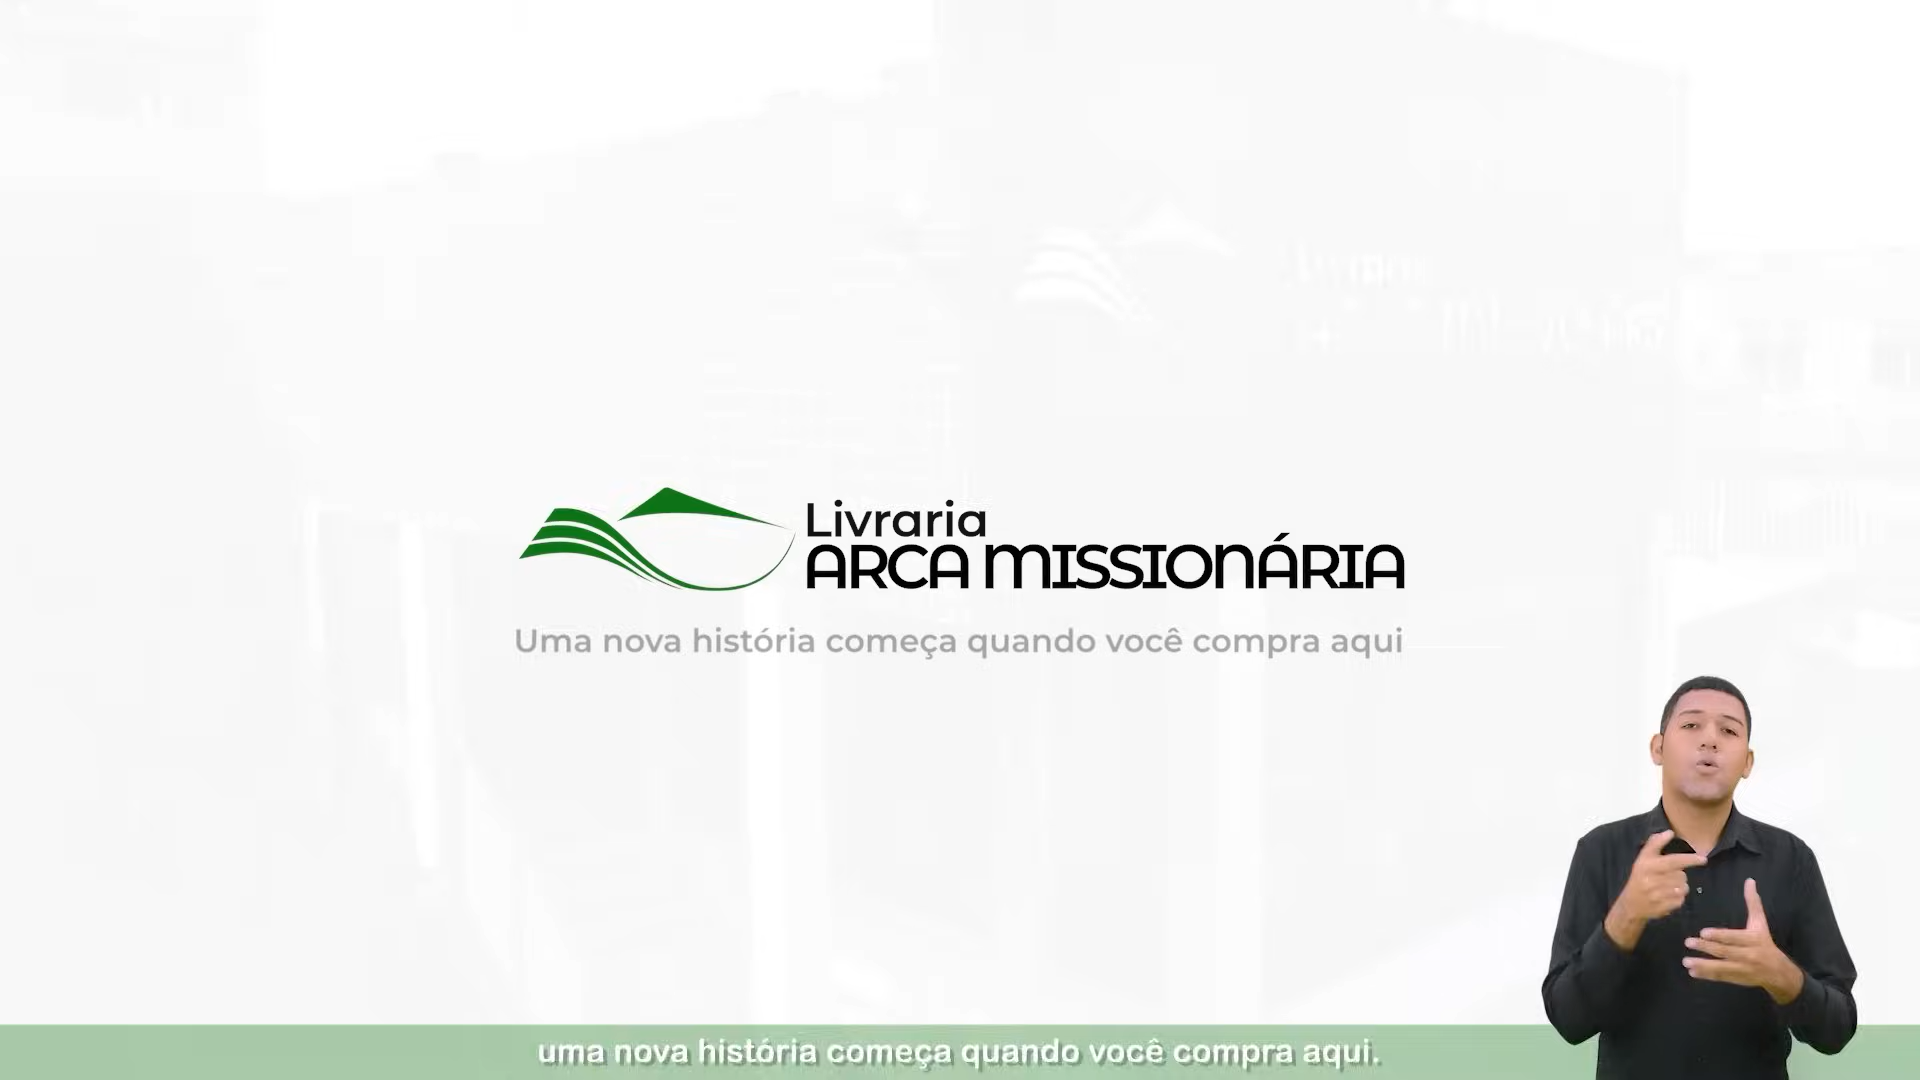 Livraria
ARCA MISSIONÁRIA
Uma nova história começa quando você compra aqui
uma nova história começa quando você compra aqui.